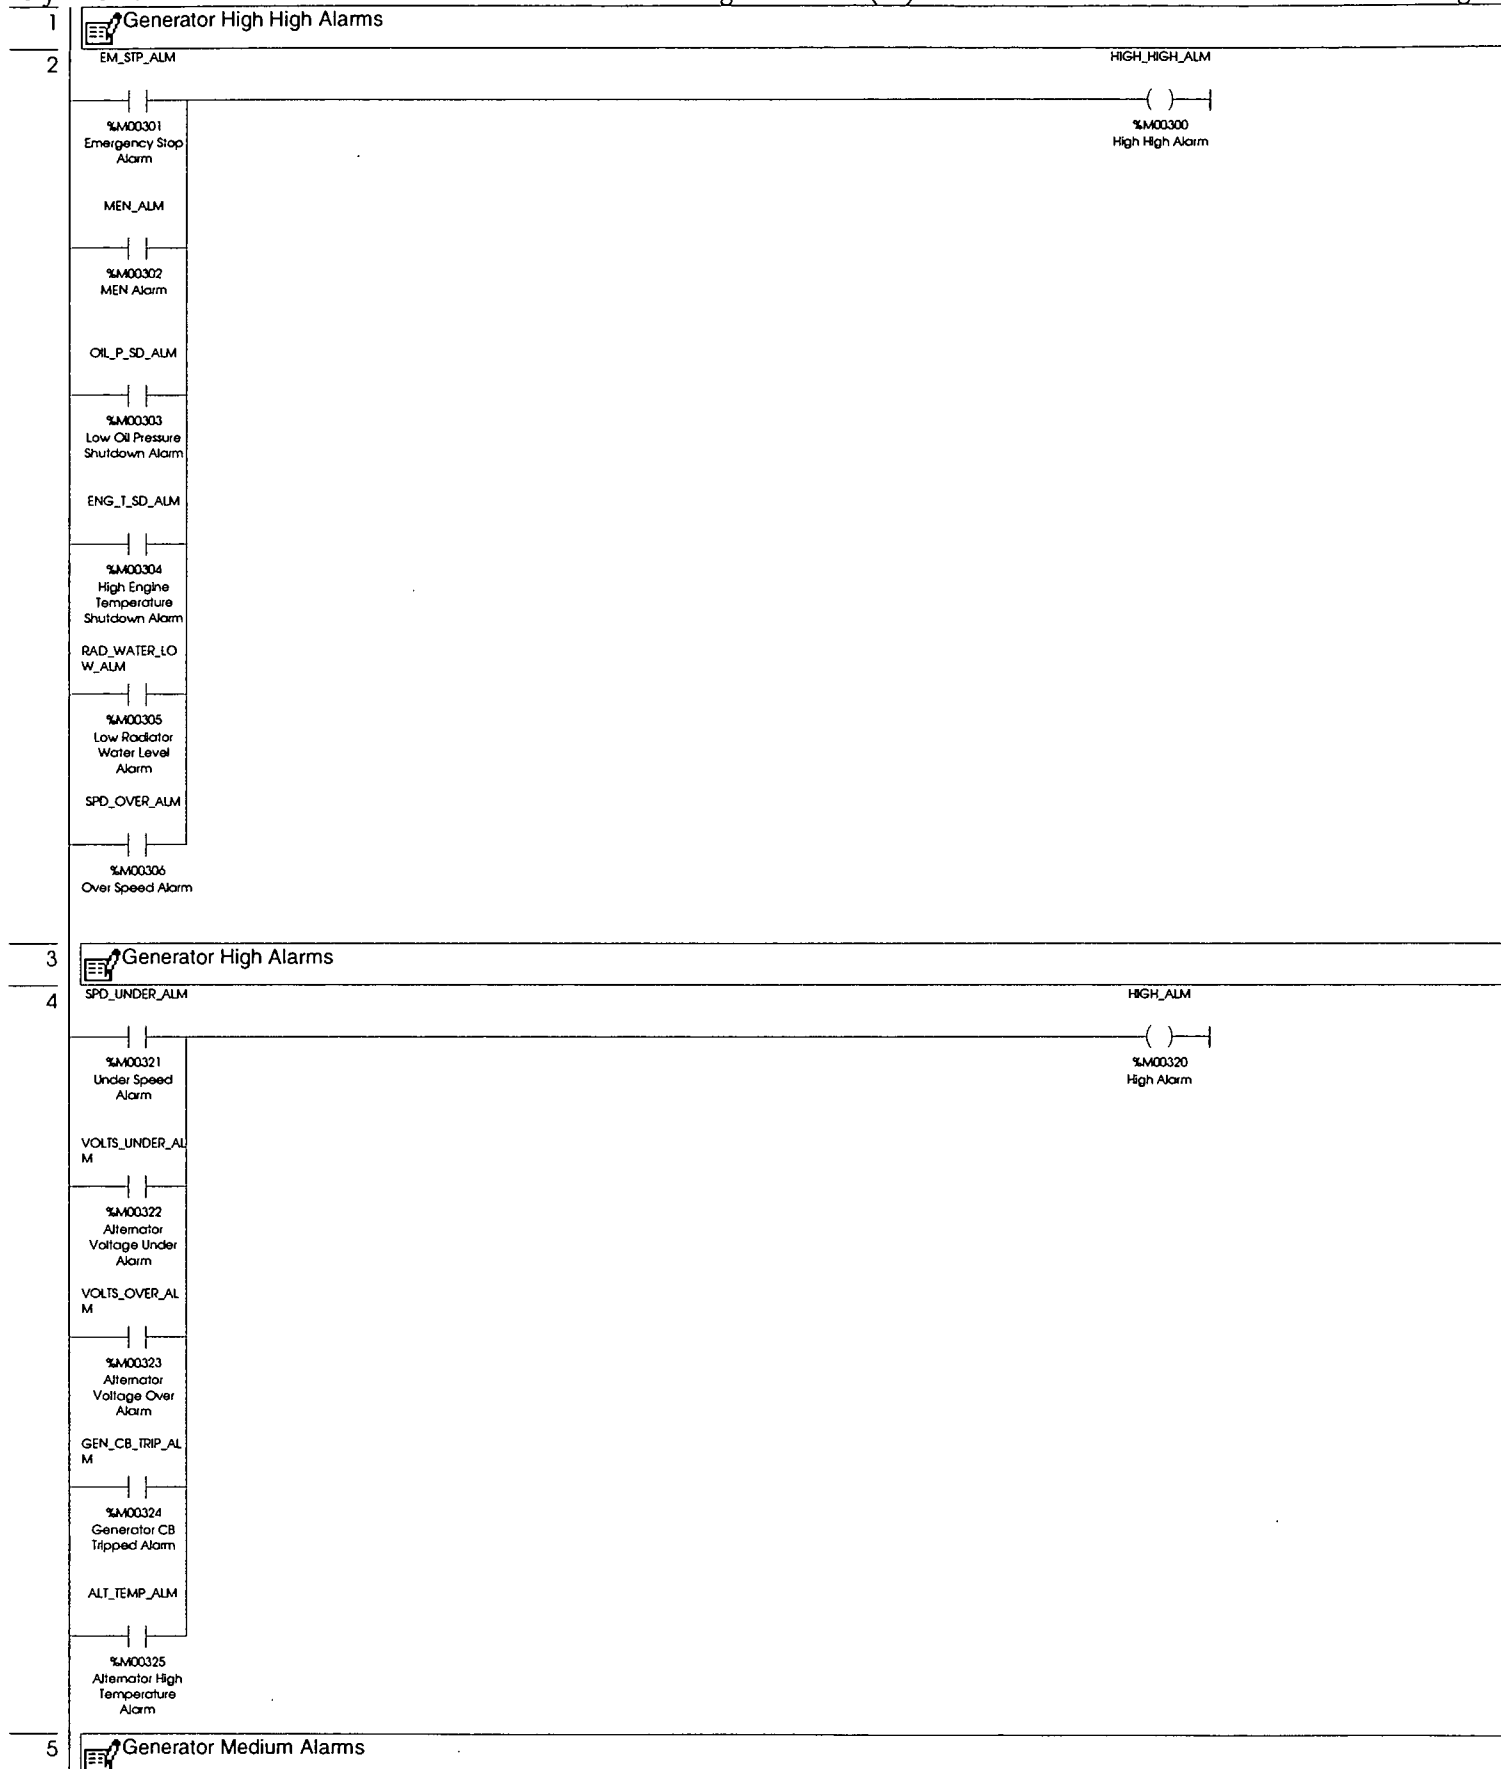 1
Generator High High Alarms
2
EM_STP_ALM
HIGH_HIGH_ALM
%M00301
Emergency Stop
Alarm
%M00300
High High Alarm
MEN_ALM
%M00302
MEN Alarm
OIL_P_SD_ALM
%M00303
Low Oil Pressure
Shutdown Alarm
ENG_T_SD_ALM
%M00304
High Engine
Temperature
Shutdown Alarm
RAD_WATER_LO
W_ALM
%M00305
Low Radiator
Water Level
Alarm
SPD_OVER_ALM
%M00306
Over Speed Alarm
3
Generator High Alarms
4
SPD_UNDER_ALM
HIGH_ALM
%M00321
Under Speed
Alarm
%M00320
High Alarm
VOLTS_UNDER_AL
M
%M00322
Alternator
Voltage Under
Alarm
VOLTS_OVER_AL
M
%M00323
Alternator
Voltage Over
Alarm
GEN_CB_TRIP_AL
M
%M00324
Generator CB
Tripped Alarm
ALT_TEMP_ALM
%M00325
Alternator High
Temperature
Alarm
5
Generator Medium Alarms